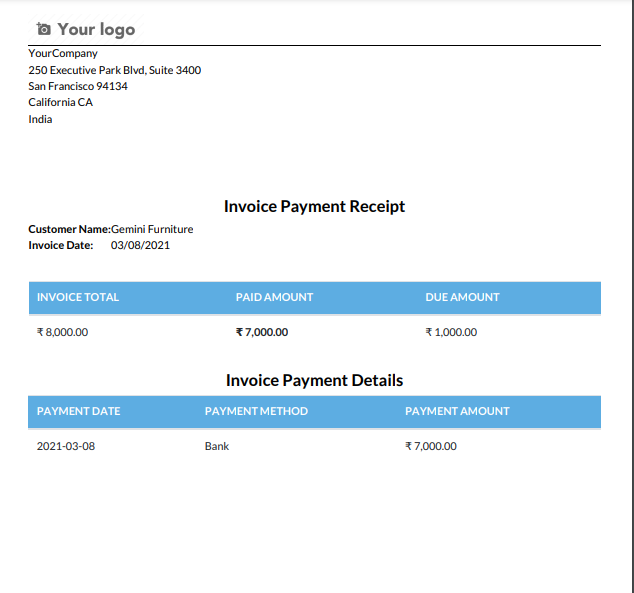 Your logo
YourCompany
250 Executive Park Blvd, Suite 3400
San Francisco 94134
California CA
India
Invoice Payment Receipt
Customer Name:Gemini Furniture
Invoice Date: 03/08/2021
INVOICE TOTAL PAID AMOUNT DUE AMOUNT
₹ 8,000.00 ₹ 7,000.00 ₹ 1,000.00
Invoice Payment Details
PAYMENT DATE PAYMENT METHOD PAYMENT AMOUNT
2021-03-08 Bank ₹ 7,000.00